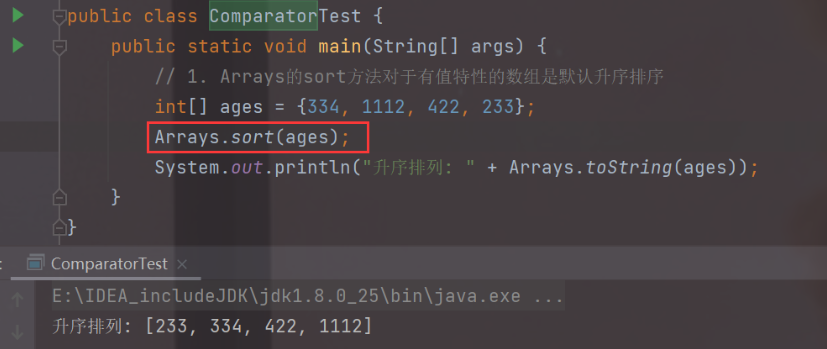 public class ComparatorTest {
public static void main(String[] args) {
// 1. Arrays的sort方法对于有值特性的数组是默认升序排序
int[] ages = {334, 1112, 422, 233};
Arrays.sort(ages);
System.out.println("升序排列: " + Arrays.toString(ages));
}
}
: ComparatorTest ×
E:\IDEA_includeJDK\jdk1.8.0_25\bin\java.exe ...
升序排列: [233, 334, 422, 1112]